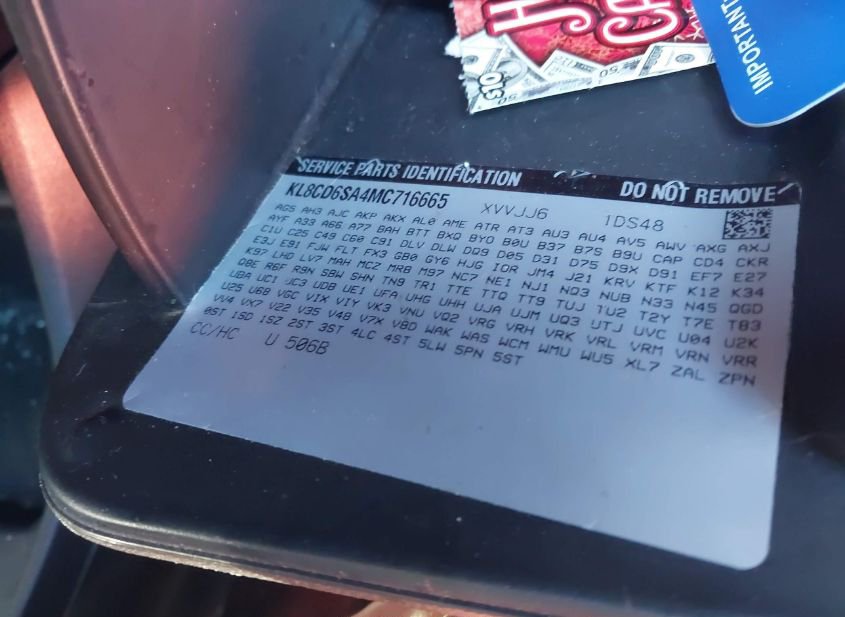 $10
IMPORTANT
SERVICE PARTS IDENTIFICATION DO NOT REMOVE
KL8CD6SA4MC716665 XVVJJ6 1DS48
AG5 AH3 AJC AKP AKX AL0 AME ATR AT3 AU3 AU4 AV5 AWV AXG AXJ
AYF A33 A66 A77 BAH BTT BXQ BYO B0U B37 B7S B9U CAP CD4 CKR
C1U C25 C49 C60 C91 DLV DLW DQ9 D05 D31 D75 D9X D91 EF7 E27
E3J E91 FJW FLT FX3 GB0 GY6 HJG IOR JM4 J21 KRV KTF K12 K34
K97 LHD LV7 MAH MCZ MRB M97 NC7 NE1 NJ1 NQ3 NUB N33 N45 QGD
Q8E R6F R9N SBW SHN TN9 TR1 TTE TTQ TT9 TUJ TU2 T2Y T7E T83
UBA UC1 UC3 UDB UE1 UFA UHG UHH UJA UJM UQ3 UTJ UVC U04 U2K
U25 U68 VGC VIX VIY VK3 VNU VQ2 VRG VRH VRK VRL VRM VRN VRR
VV4 VX7 V22 V35 V48 V7X V8D WAK WAS WCM WMU WU5 XL7 ZAL ZPN
0ST 1SD 1SZ 2ST 3ST 4LC 4ST 5LW 5PN 5ST
CC/HC U 506B